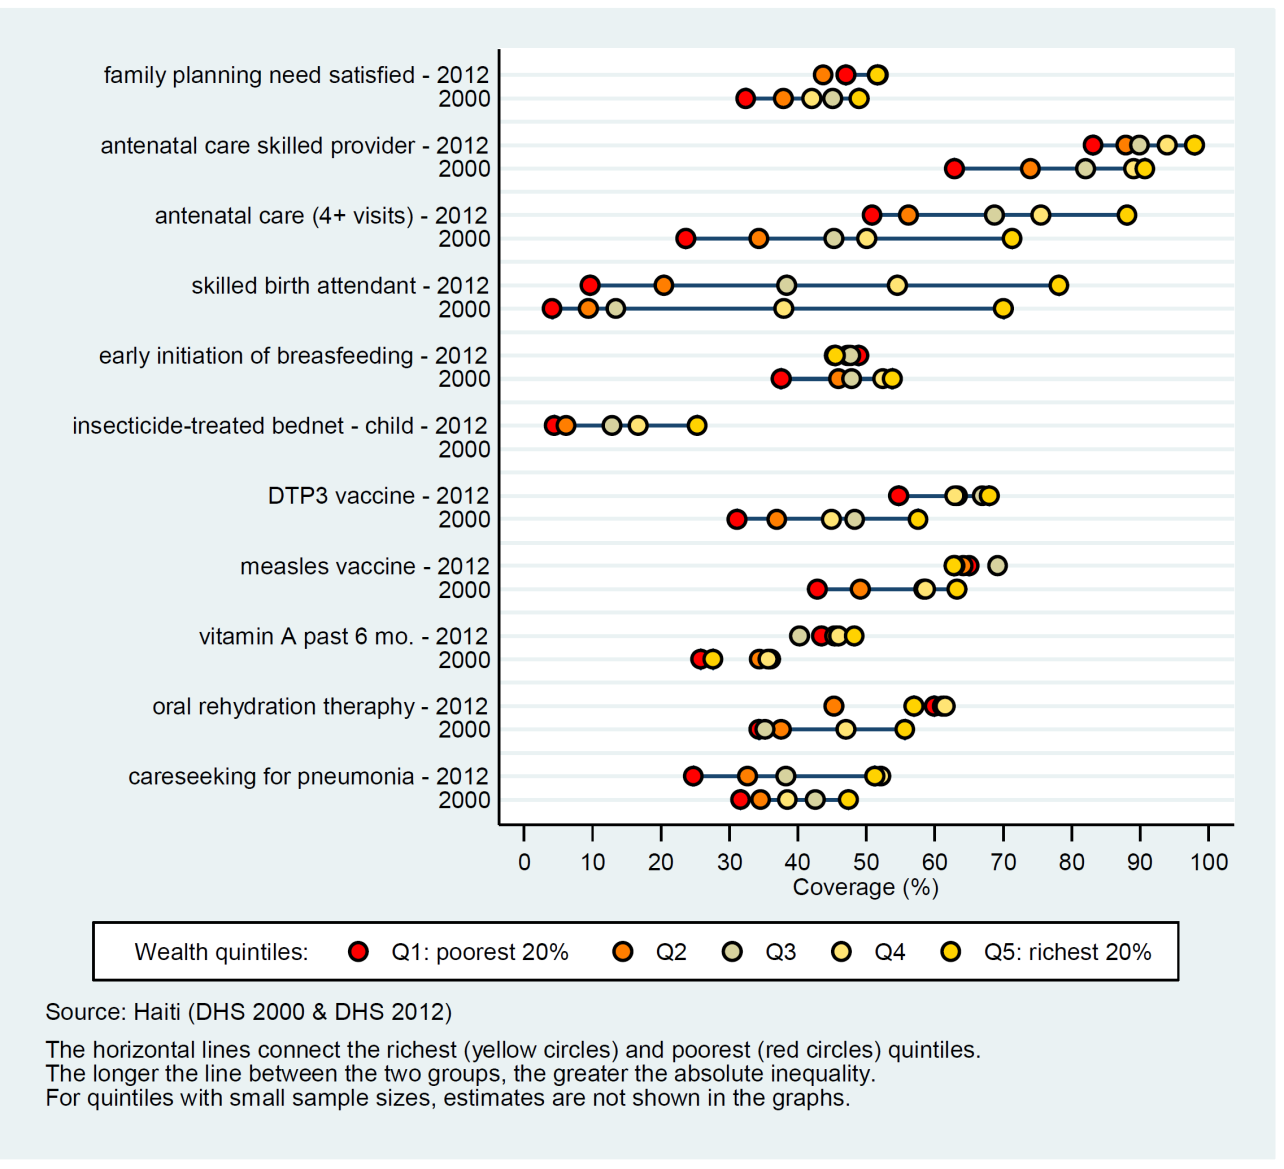 family planning need satisfied - 2012
2000
antenatal care skilled provider - 2012
2000
antenatal care (4+ visits) - 2012
2000
skilled birth attendant - 2012
2000
early initiation of breasfeeding - 2012
2000
insecticide-treated bednet - child - 2012
2000
DTP3 vaccine - 2012
2000
measles vaccine - 2012
2000
vitamin A past 6 mo. - 2012
2000
oral rehydration theraphy - 2012
2000
careseeking for pneumonia - 2012
2000
0 10 20 30 40 50 60 70 80 90 100
Coverage (%)
Wealth quintiles: Q1: poorest 20% Q2 Q3 Q4 Q5: richest 20%
Source: Haiti (DHS 2000 & DHS 2012)
The horizontal lines connect the richest (yellow circles) and poorest (red circles) quintiles.
The longer the line between the two groups, the greater the absolute inequality.
For quintiles with small sample sizes, estimates are not shown in the graphs.